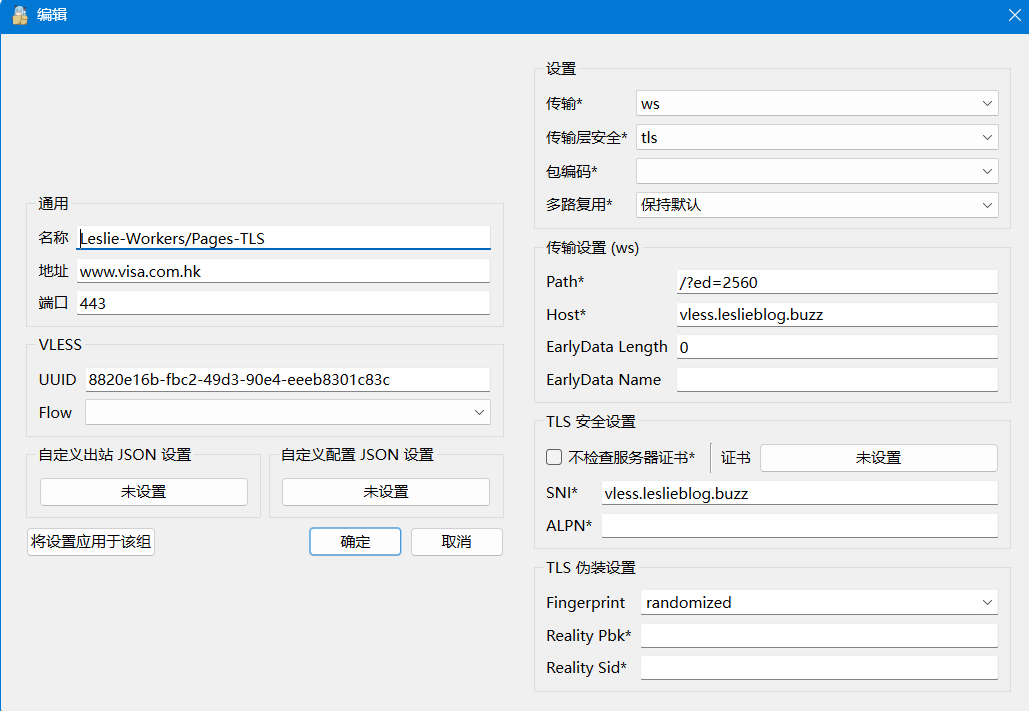 编辑
通用
名称 Leslie-Workers/Pages-TLS
地址 www.visa.com.hk
端口 443
VLESS
UUID 8820e16b-fbc2-49d3-90e4-eeeb8301c83c
Flow
自定义出站 JSON 设置
未设置
自定义配置 JSON 设置
未设置
将设置应用于该组
确定
取消
设置
传输* ws
传输层安全* tls
包编码*
多路复用* 保持默认
传输设置 (ws)
Path* /?ed=2560
Host* vless.leslieblog.buzz
EarlyData Length 0
EarlyData Name
TLS 安全设置
不检查服务器证书* 证书 未设置
SNI* vless.leslieblog.buzz
ALPN*
TLS 伪装设置
Fingerprint randomized
Reality Pbk*
Reality Sid*